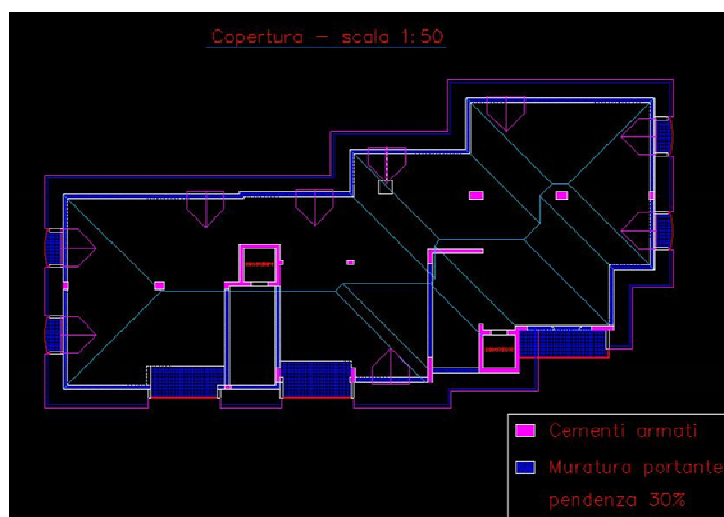 Copertura - scala 1:50
Cementi armati
Muratura portante
pendenza 30%